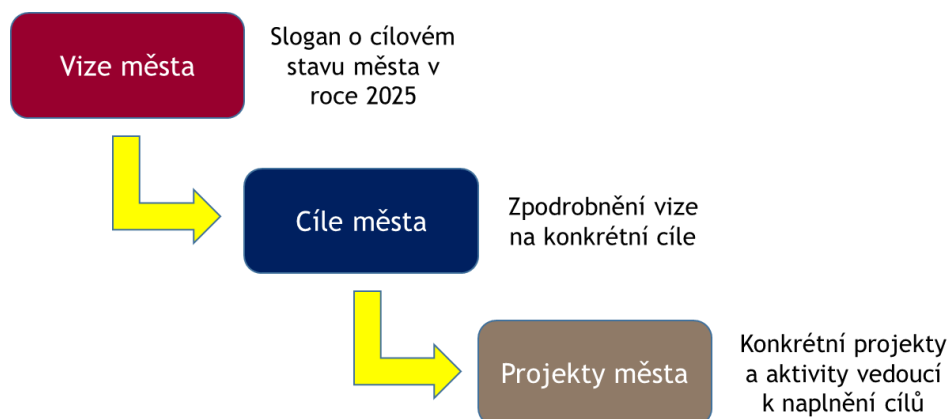 Vize města
Slogan o cílovém
stavu města v
roce 2025
Cíle města
Zpodrobnění vize
na konkrétní cíle
Projekty města
Konkrétní projekty
a aktivity vedoucí
k naplnění cílů